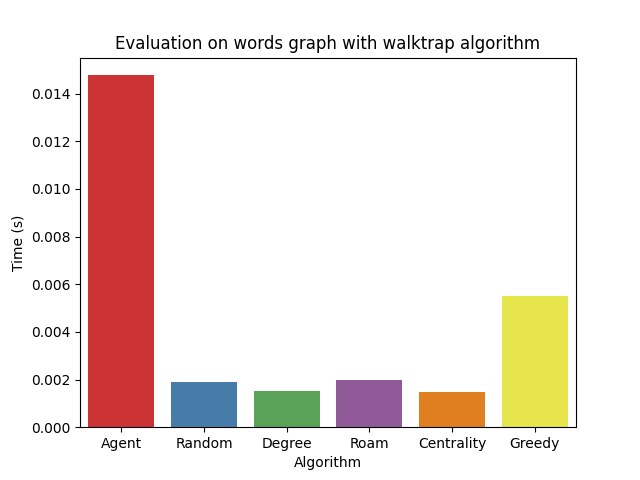 Evaluation on words graph with walktrap algorithm
0.014
0.012
0.010
0.008
0.006
0.004
0.002
0.000
Time (s)
Agent Random Degree Roam Centrality Greedy
Algorithm